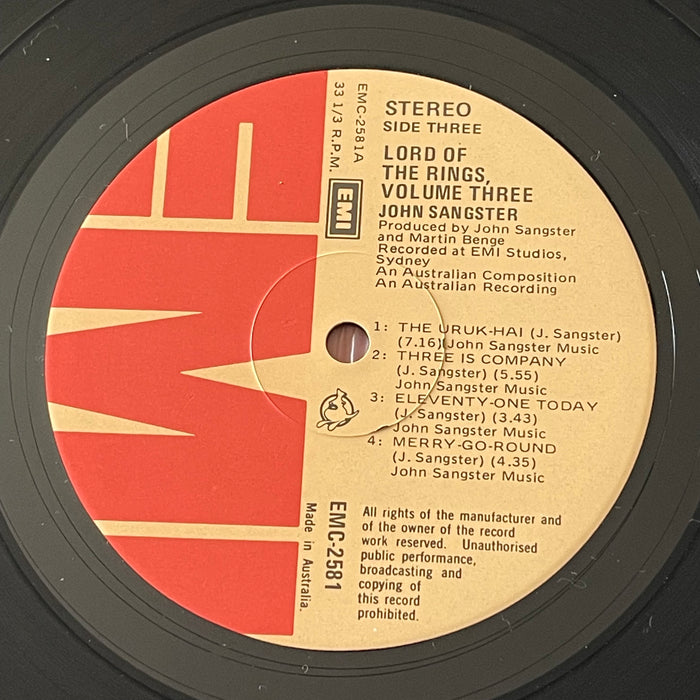 STEREO
SIDE THREE
LORD OF
THE RINGS,
VOLUME THREE
JOHN SANGSTER
Produced by John Sangster
and Martin Benge
Recorded at EMI Studios,
Sydney
An Australian Composition
An Australian Recording
EMC-2581A
33 1/3 R.P.M.
EMI
1: THE URUK-HAI (J. Sangster)
(7.16) John Sangster Music
2: THREE IS COMPANY
(J. Sangster) (5.55)
John Sangster Music
3: ELEVENTY-ONE TODAY
(J. Sangster) (3.43)
John Sangster Music
4: MERRY-GO-ROUND
(J. Sangster) (4.35)
John Sangster Music
EMC-2581
Made in Australia.
All rights of the manufacturer and
of the owner of the record
work reserved. Unauthorised
public performance,
broadcasting and
copying of
this record
prohibited.
EMI